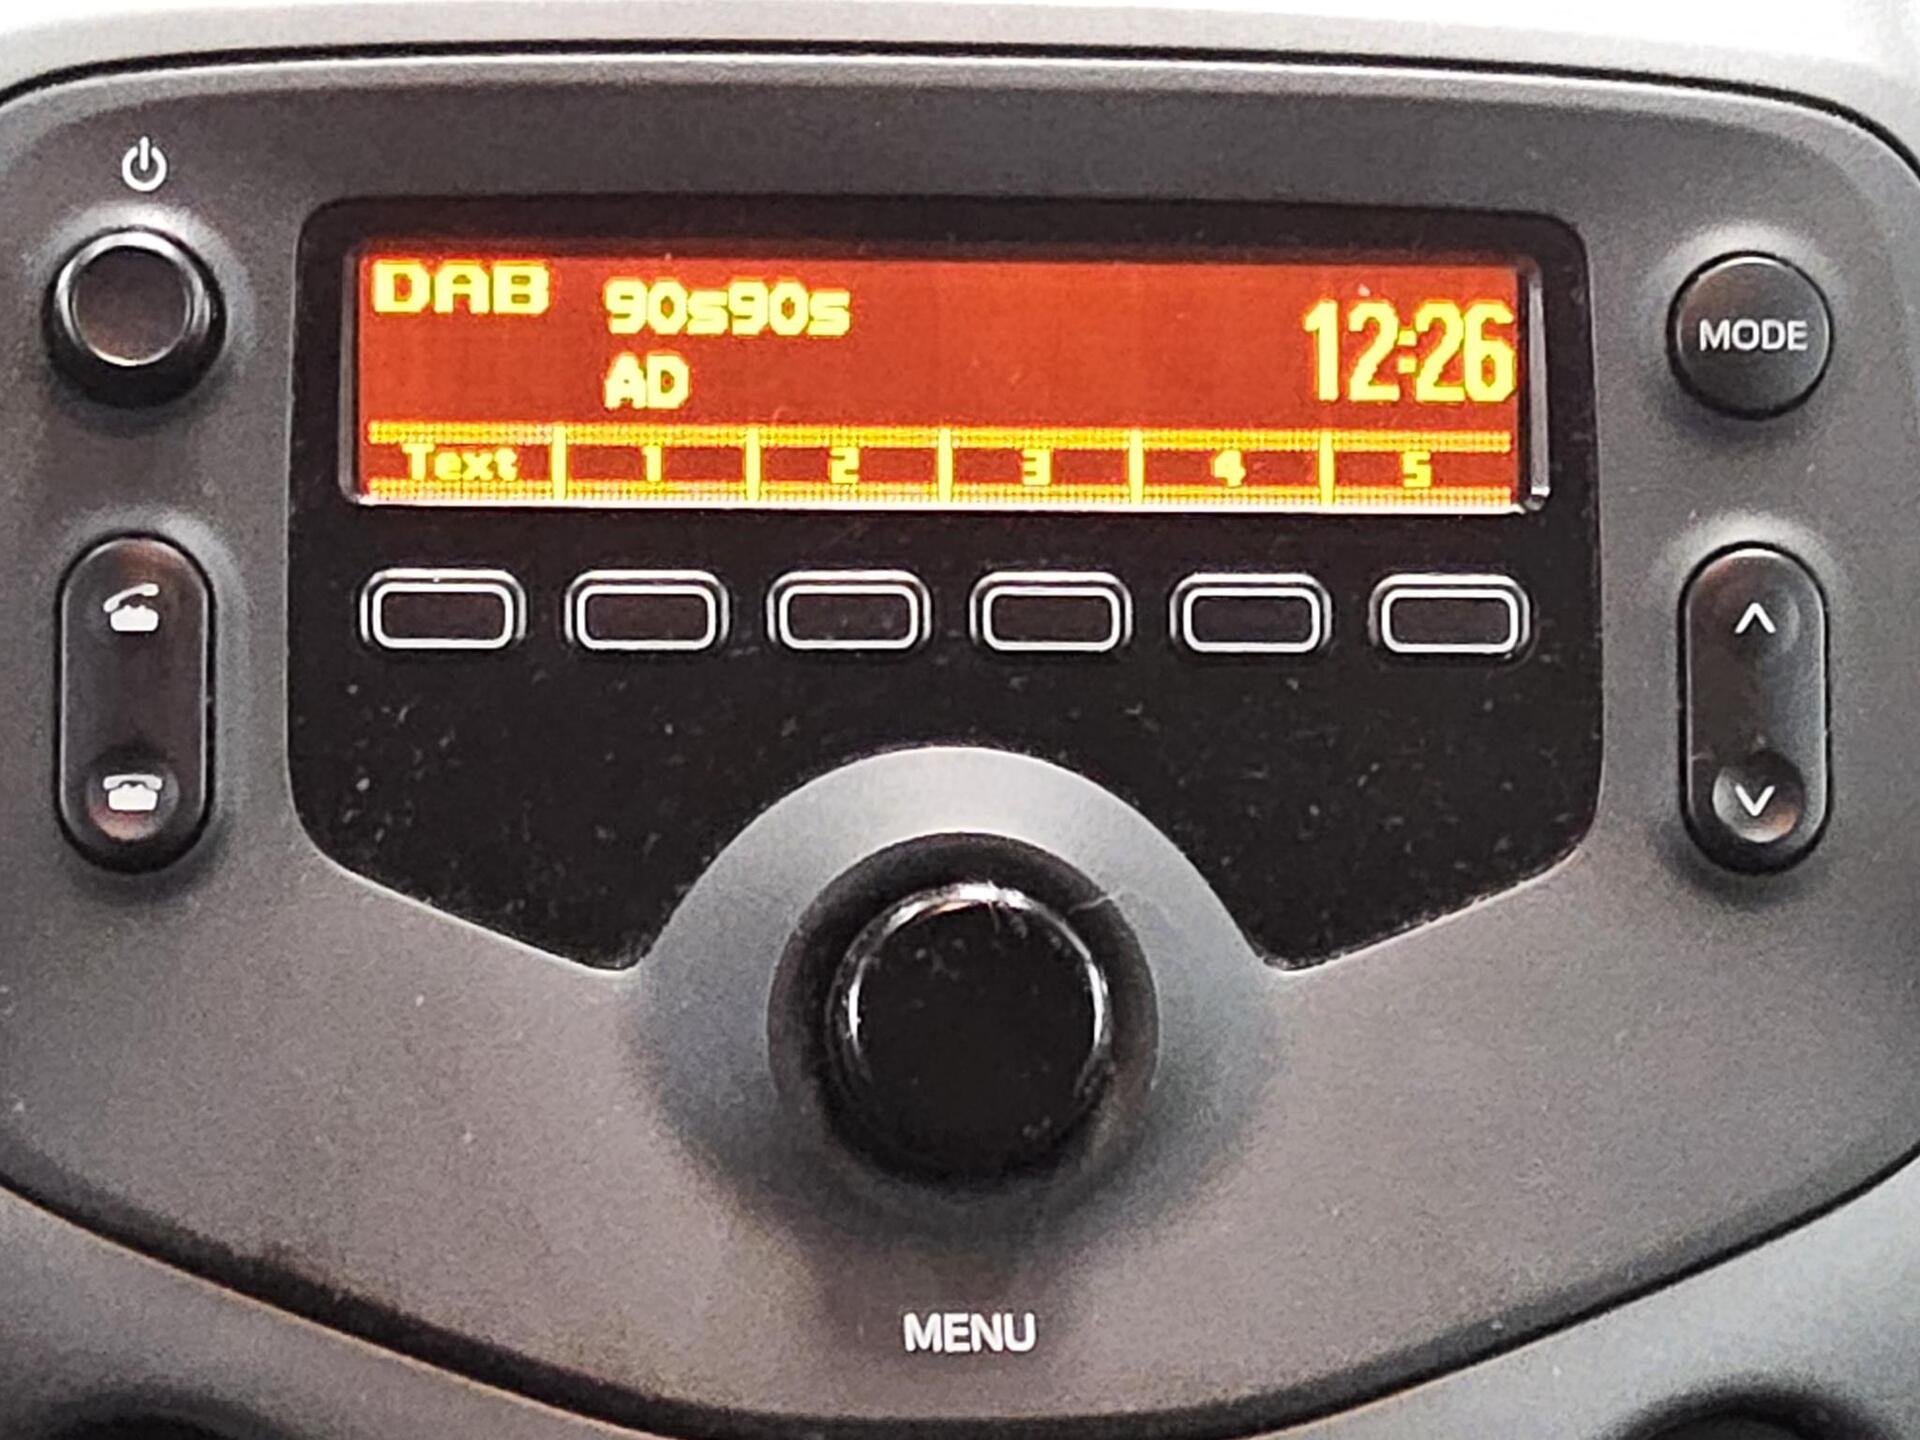 DAB
90s90s
AD
12:26
MODE
Text 1 2 3 4 5
MENU